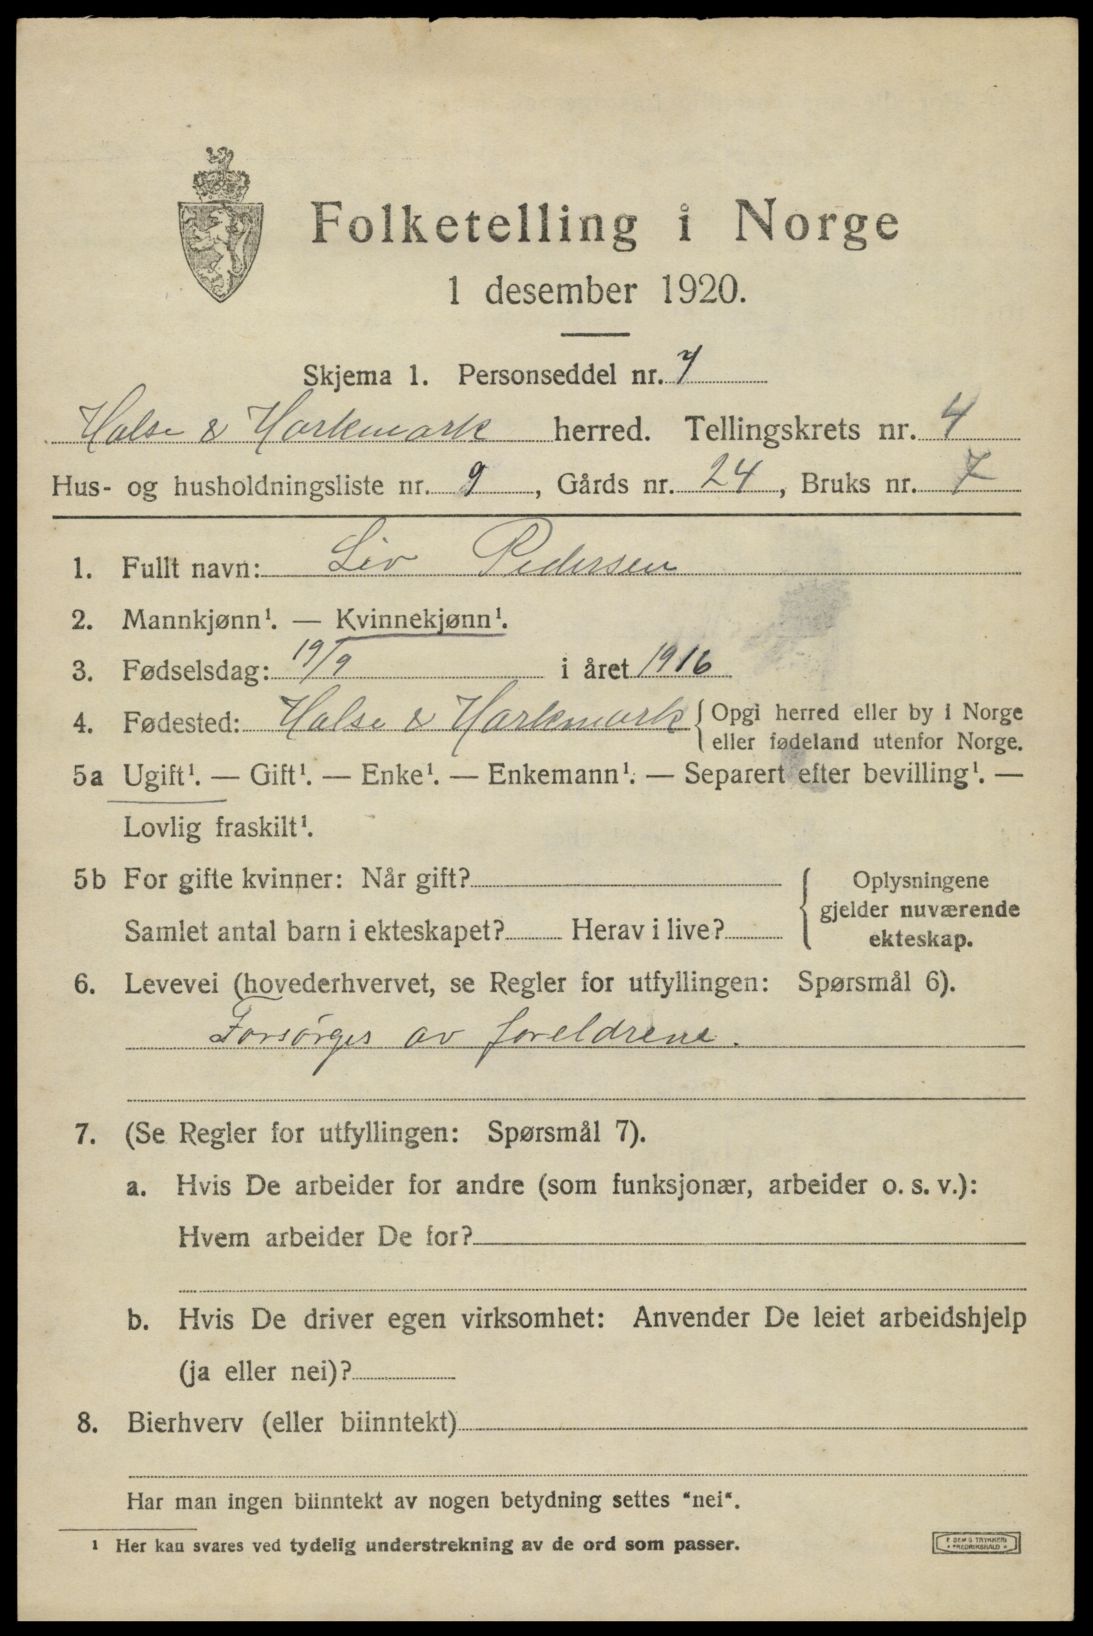 Folketelling i Norge
1 desember 1920.
Skjema 1. Personseddel nr. 7
Halse & Harkmark herred. Tellingskrets nr. 4
Hus- og husholdningsliste nr. 9, Gårds nr. 24, Bruks nr. 7
1. Fullt navn: Liv Pedersen
2. Mannkjønn¹. — Kvinnekjønn¹.
3. Fødselsdag: 19/9 i året 1916
4. Fødested: Halse & Harkmark { Opgi herred eller by i Norge
eller fødeland utenfor Norge.
5a Ugift¹. — Gift¹. — Enke¹. — Enkemann¹. — Separert efter bevilling¹. —
Lovlig fraskilt¹.
5b For gifte kvinner: Når gift?
Samlet antal barn i ekteskapet? Herav i live?
{ Oplysningene
gjelder nuværende
ekteskap.
6. Levevei (hovederhvervet, se Regler for utfyllingen: Spørsmål 6).
Forsørges av foreldrene.
7. (Se Regler for utfyllingen: Spørsmål 7).
a. Hvis De arbeider for andre (som funksjonær, arbeider o. s. v.):
Hvem arbeider De for?
b. Hvis De driver egen virksomhet: Anvender De leiet arbeidshjelp
(ja eller nei)?
8. Bierhverv (eller biinntekt)
Har man ingen biinntekt av nogen betydning settes "nei".
¹ Her kan svares ved tydelig understrekning av de ord som passer.